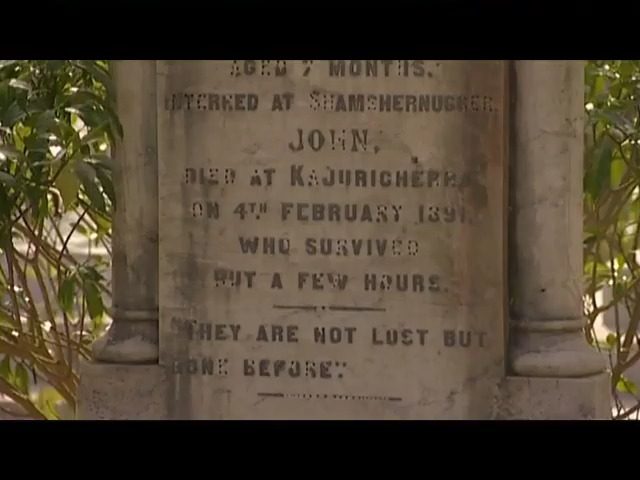 AGED 7 MONTHS.
INTERRED AT SHAMSHERNUGGER.
JOHN,
DIED AT KAJURICHERRA
ON 4TH FEBRUARY 1891,
WHO SURVIVED
BUT A FEW HOURS.
"THEY ARE NOT LOST BUT
GONE BEFORE".